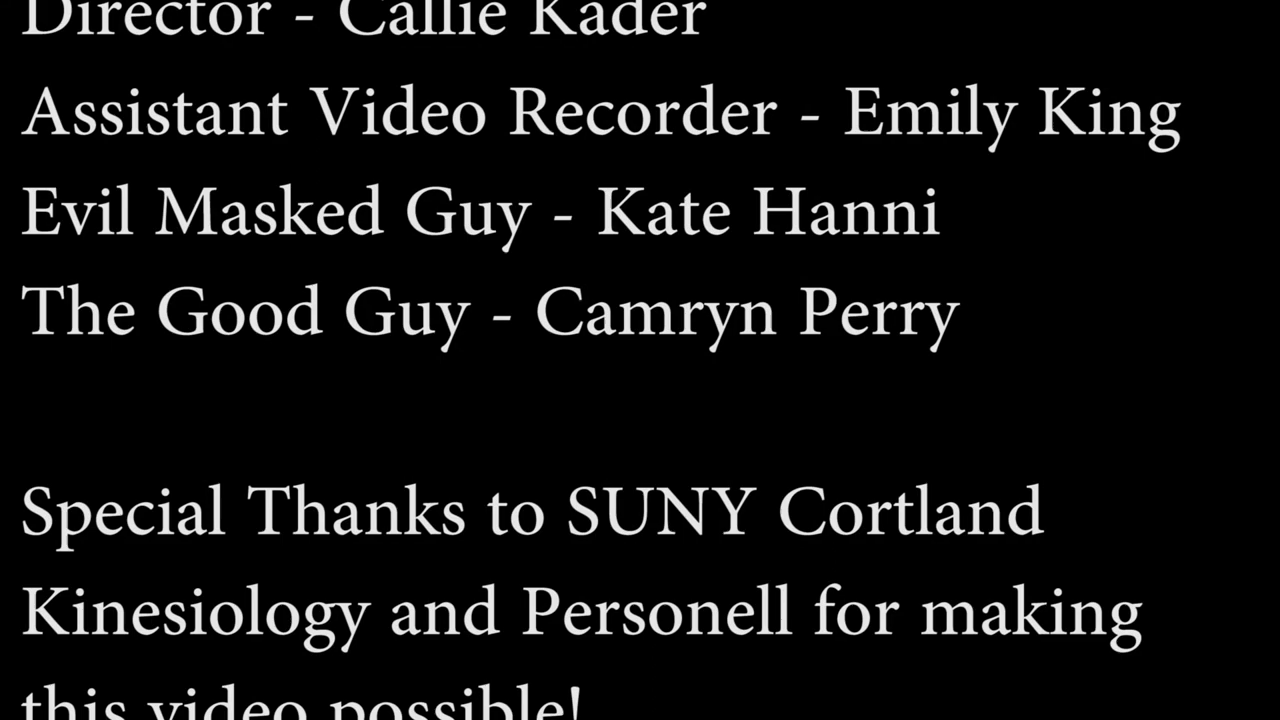 Director - Callie Kader
Assistant Video Recorder - Emily King
Evil Masked Guy - Kate Hanni
The Good Guy - Camryn Perry
Special Thanks to SUNY Cortland
Kinesiology and Personell for making
this video possible!